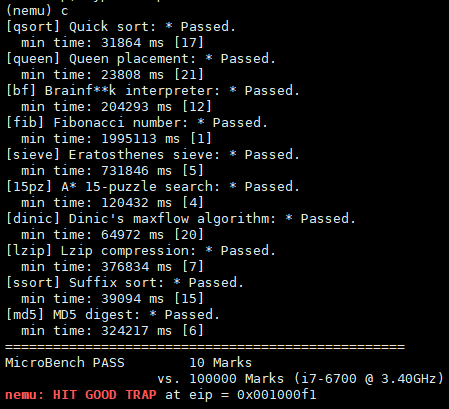 (nemu) c
[qsort] Quick sort: * Passed.
  min time: 31864 ms [17]
[queen] Queen placement: * Passed.
  min time: 23808 ms [21]
[bf] Brainf**k interpreter: * Passed.
  min time: 204293 ms [12]
[fib] Fibonacci number: * Passed.
  min time: 1995113 ms [1]
[sieve] Eratosthenes sieve: * Passed.
  min time: 731846 ms [5]
[15pz] A* 15-puzzle search: * Passed.
  min time: 120432 ms [4]
[dinic] Dinic's maxflow algorithm: * Passed.
  min time: 64972 ms [20]
[lzip] Lzip compression: * Passed.
  min time: 376834 ms [7]
[ssort] Suffix sort: * Passed.
  min time: 39094 ms [15]
[md5] MD5 digest: * Passed.
  min time: 324217 ms [6]
==================================================
MicroBench PASS        10 Marks
                   vs. 100000 Marks (i7-6700 @ 3.40GHz)
nemu: HIT GOOD TRAP at eip = 0x001000f1